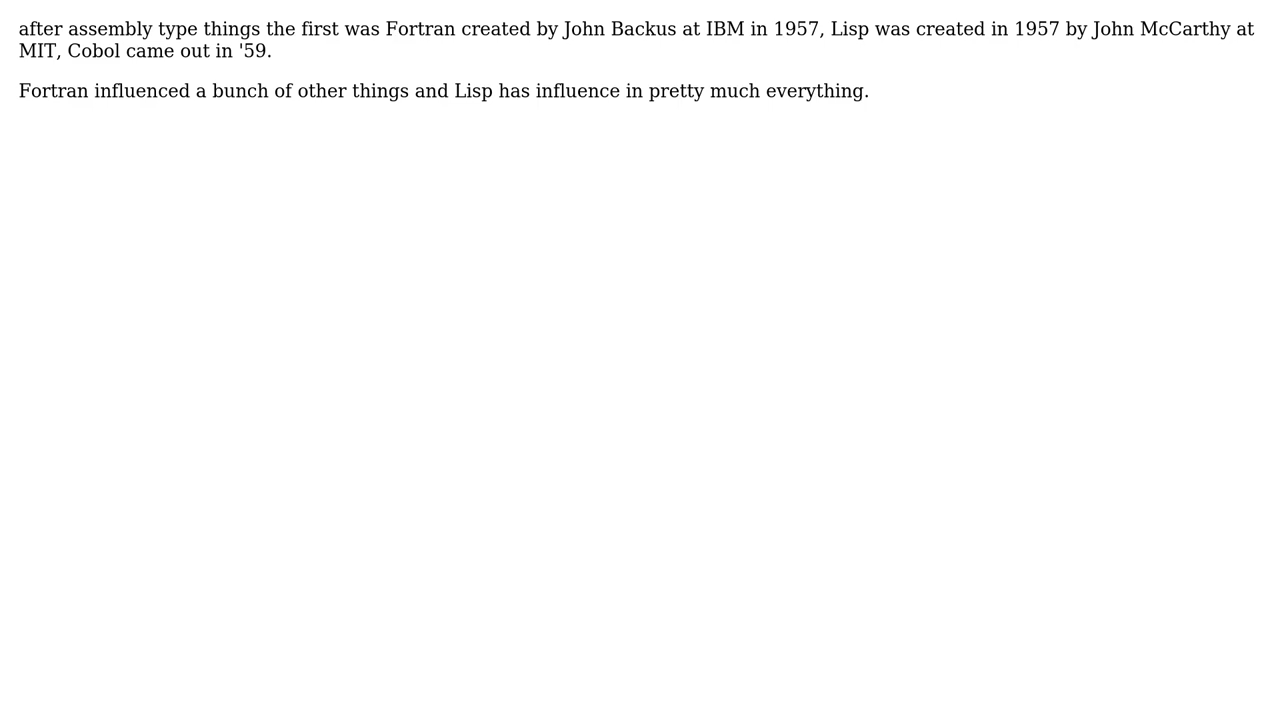 after assembly type things the first was Fortran created by John Backus at IBM in 1957, Lisp was created in 1957 by John McCarthy at
MIT, Cobol came out in '59.
Fortran influenced a bunch of other things and Lisp has influence in pretty much everything.